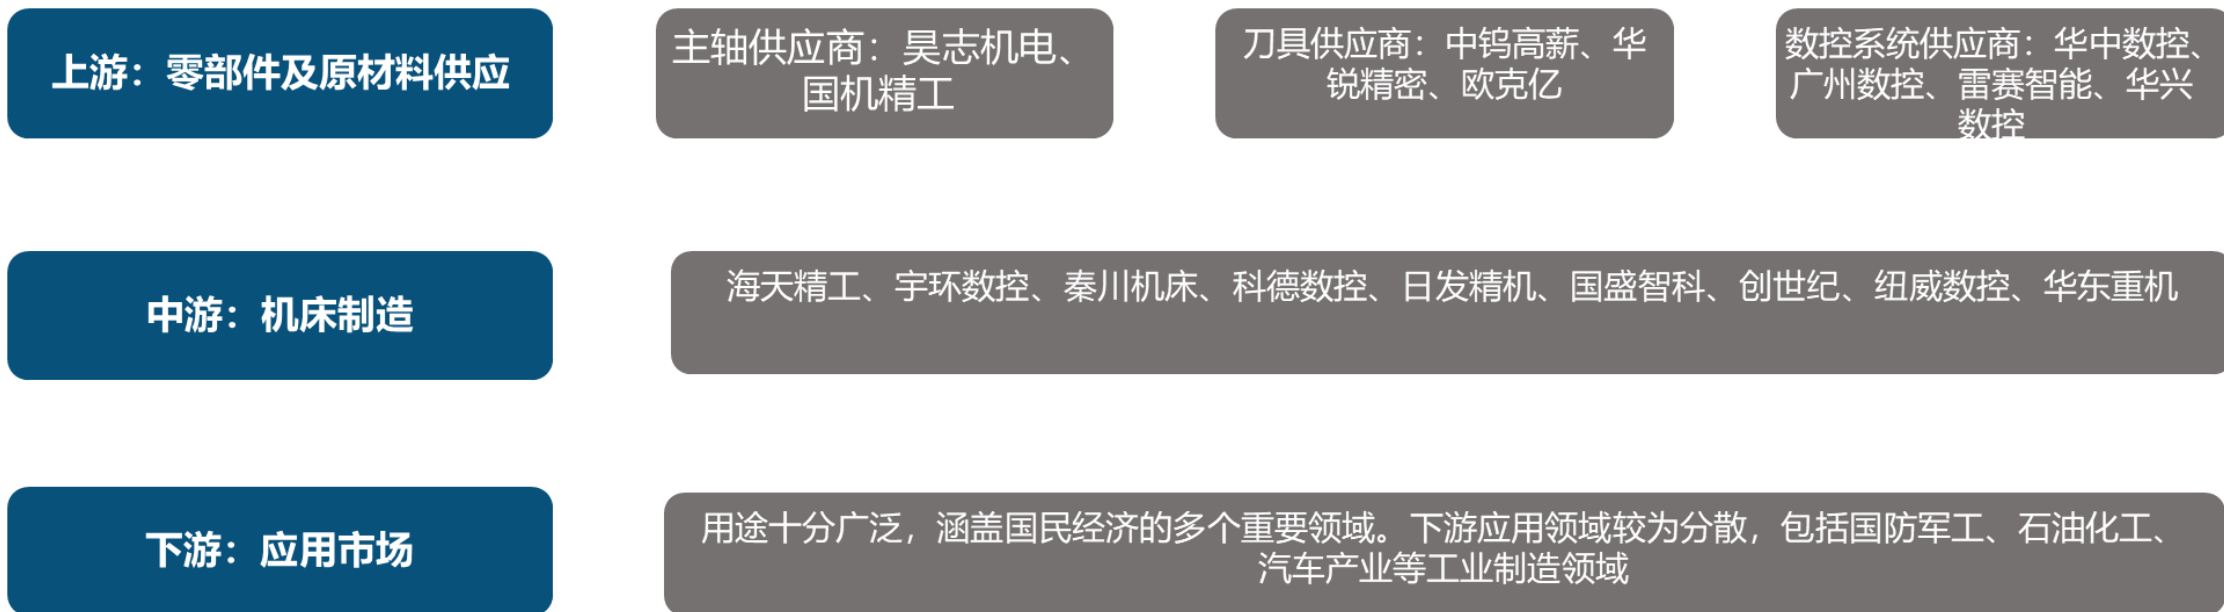 上游：零部件及原材料供应
主轴供应商：昊志机电、
国机精工
刀具供应商：中钨高薪、华
锐精密、欧克亿
数控系统供应商：华中数控、
广州数控、雷赛智能、华兴
数控
中游：机床制造
海天精工、宇环数控、秦川机床、科德数控、日发精机、国盛智科、创世纪、纽威数控、华东重机
下游：应用市场
用途十分广泛，涵盖国民经济的多个重要领域。下游应用领域较为分散，包括国防军工、石油化工、
汽车产业等工业制造领域